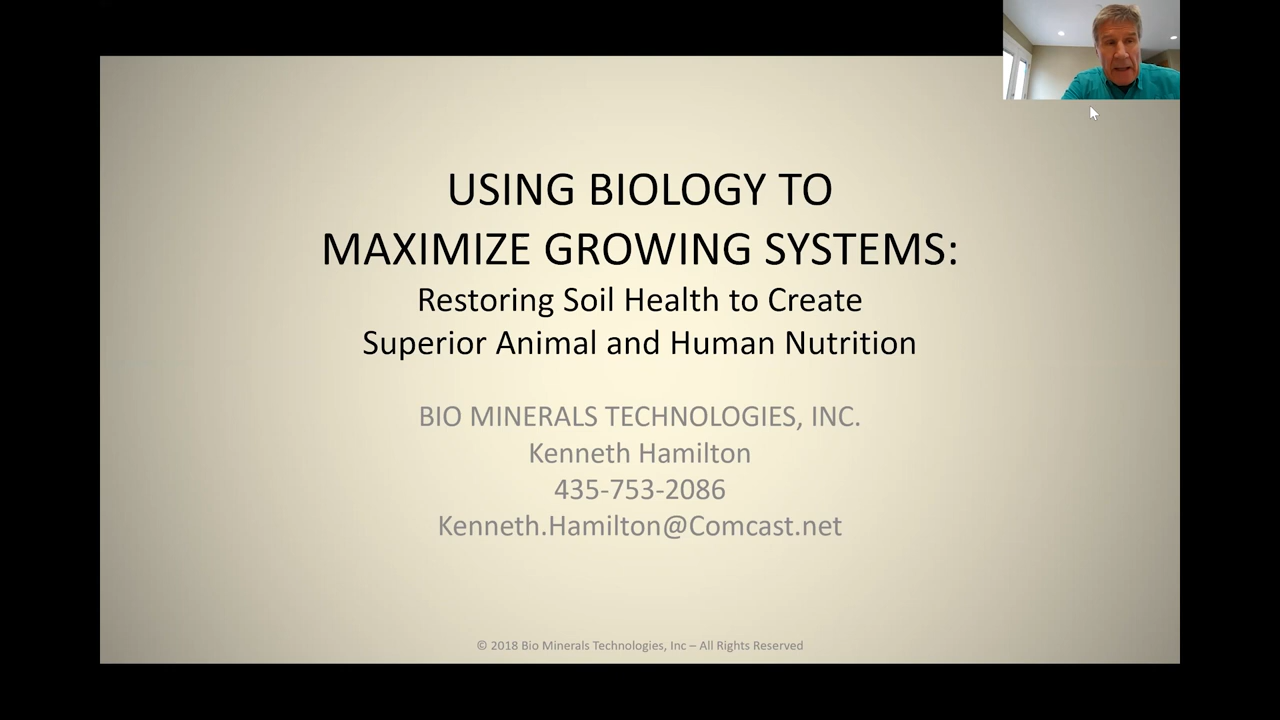 USING BIOLOGY TO
MAXIMIZE GROWING SYSTEMS:
Restoring Soil Health to Create
Superior Animal and Human Nutrition
BIO MINERALS TECHNOLOGIES, INC.
Kenneth Hamilton
435-753-2086
Kenneth.Hamilton@Comcast.net
© 2018 Bio Minerals Technologies, Inc – All Rights Reserved